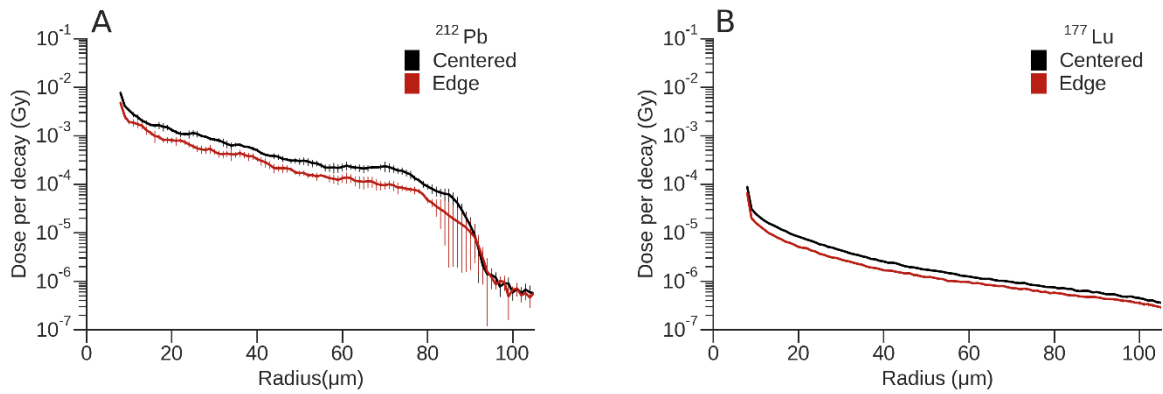 A
²¹²Pb
Centered
Edge
10⁻¹
10⁻²
10⁻³
10⁻⁴
10⁻⁵
10⁻⁶
10⁻⁷
Dose per decay (Gy)
0 20 40 60 80 100
Radius(μm)
B
¹⁷⁷Lu
Centered
Edge
10⁻¹
10⁻²
10⁻³
10⁻⁴
10⁻⁵
10⁻⁶
10⁻⁷
Dose per decay (Gy)
0 20 40 60 80 100
Radius (μm)